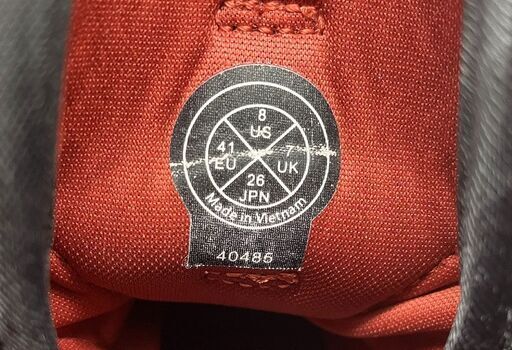 8
US
41
EU
7
UK
26
JPN
Made in Vietnam
40485